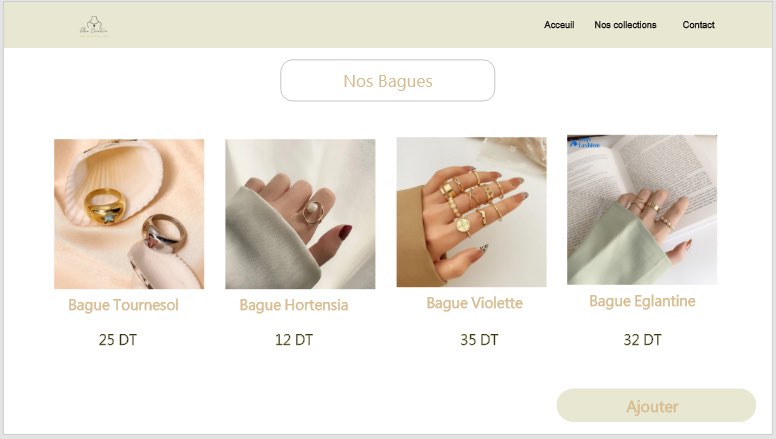 Acceuil Nos collections Contact
Nos Bagues
Fashion
Bague Tournesol Bague Hortensia Bague Violette Bague Eglantine
25 DT 12 DT 35 DT 32 DT
Ajouter